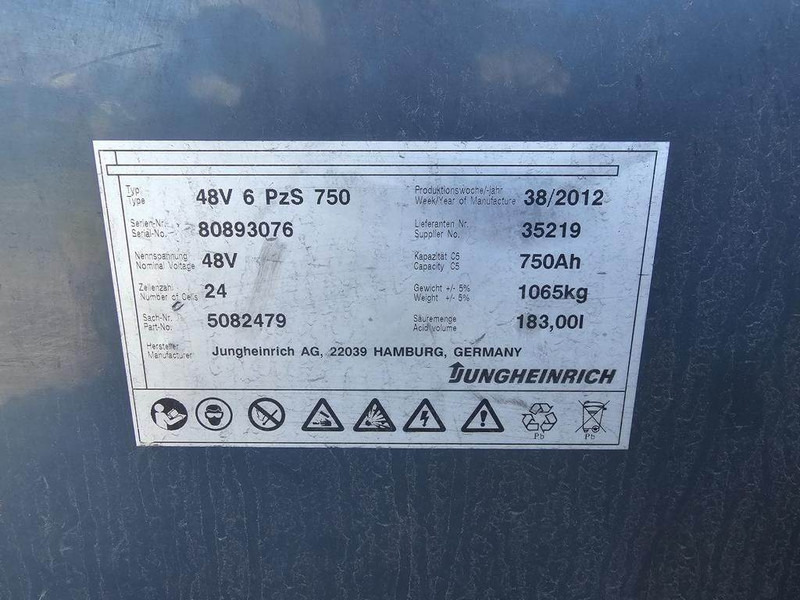 Typ 48V 6 PzS 750 Produktionswoche/-jahr 38/2012
Type Week/Year of Manufacture
Serien-Nr. 80893076 Lieferanten Nr. 35219
Serial-No. Supplier No.
Nennspannung 48V Kapazität C5 750Ah
Nominal Voltage Capacity C5
Zellenzahl 24 Gewicht +/- 5% 1065kg
Number of Cells Weight +/- 5%
Sach-Nr. 5082479 Säuremenge 183,00l
Part-No. Acid volume
Hersteller Jungheinrich AG, 22039 HAMBURG, GERMANY
Manufacturer
JUNGHEINRICH
Pb Pb